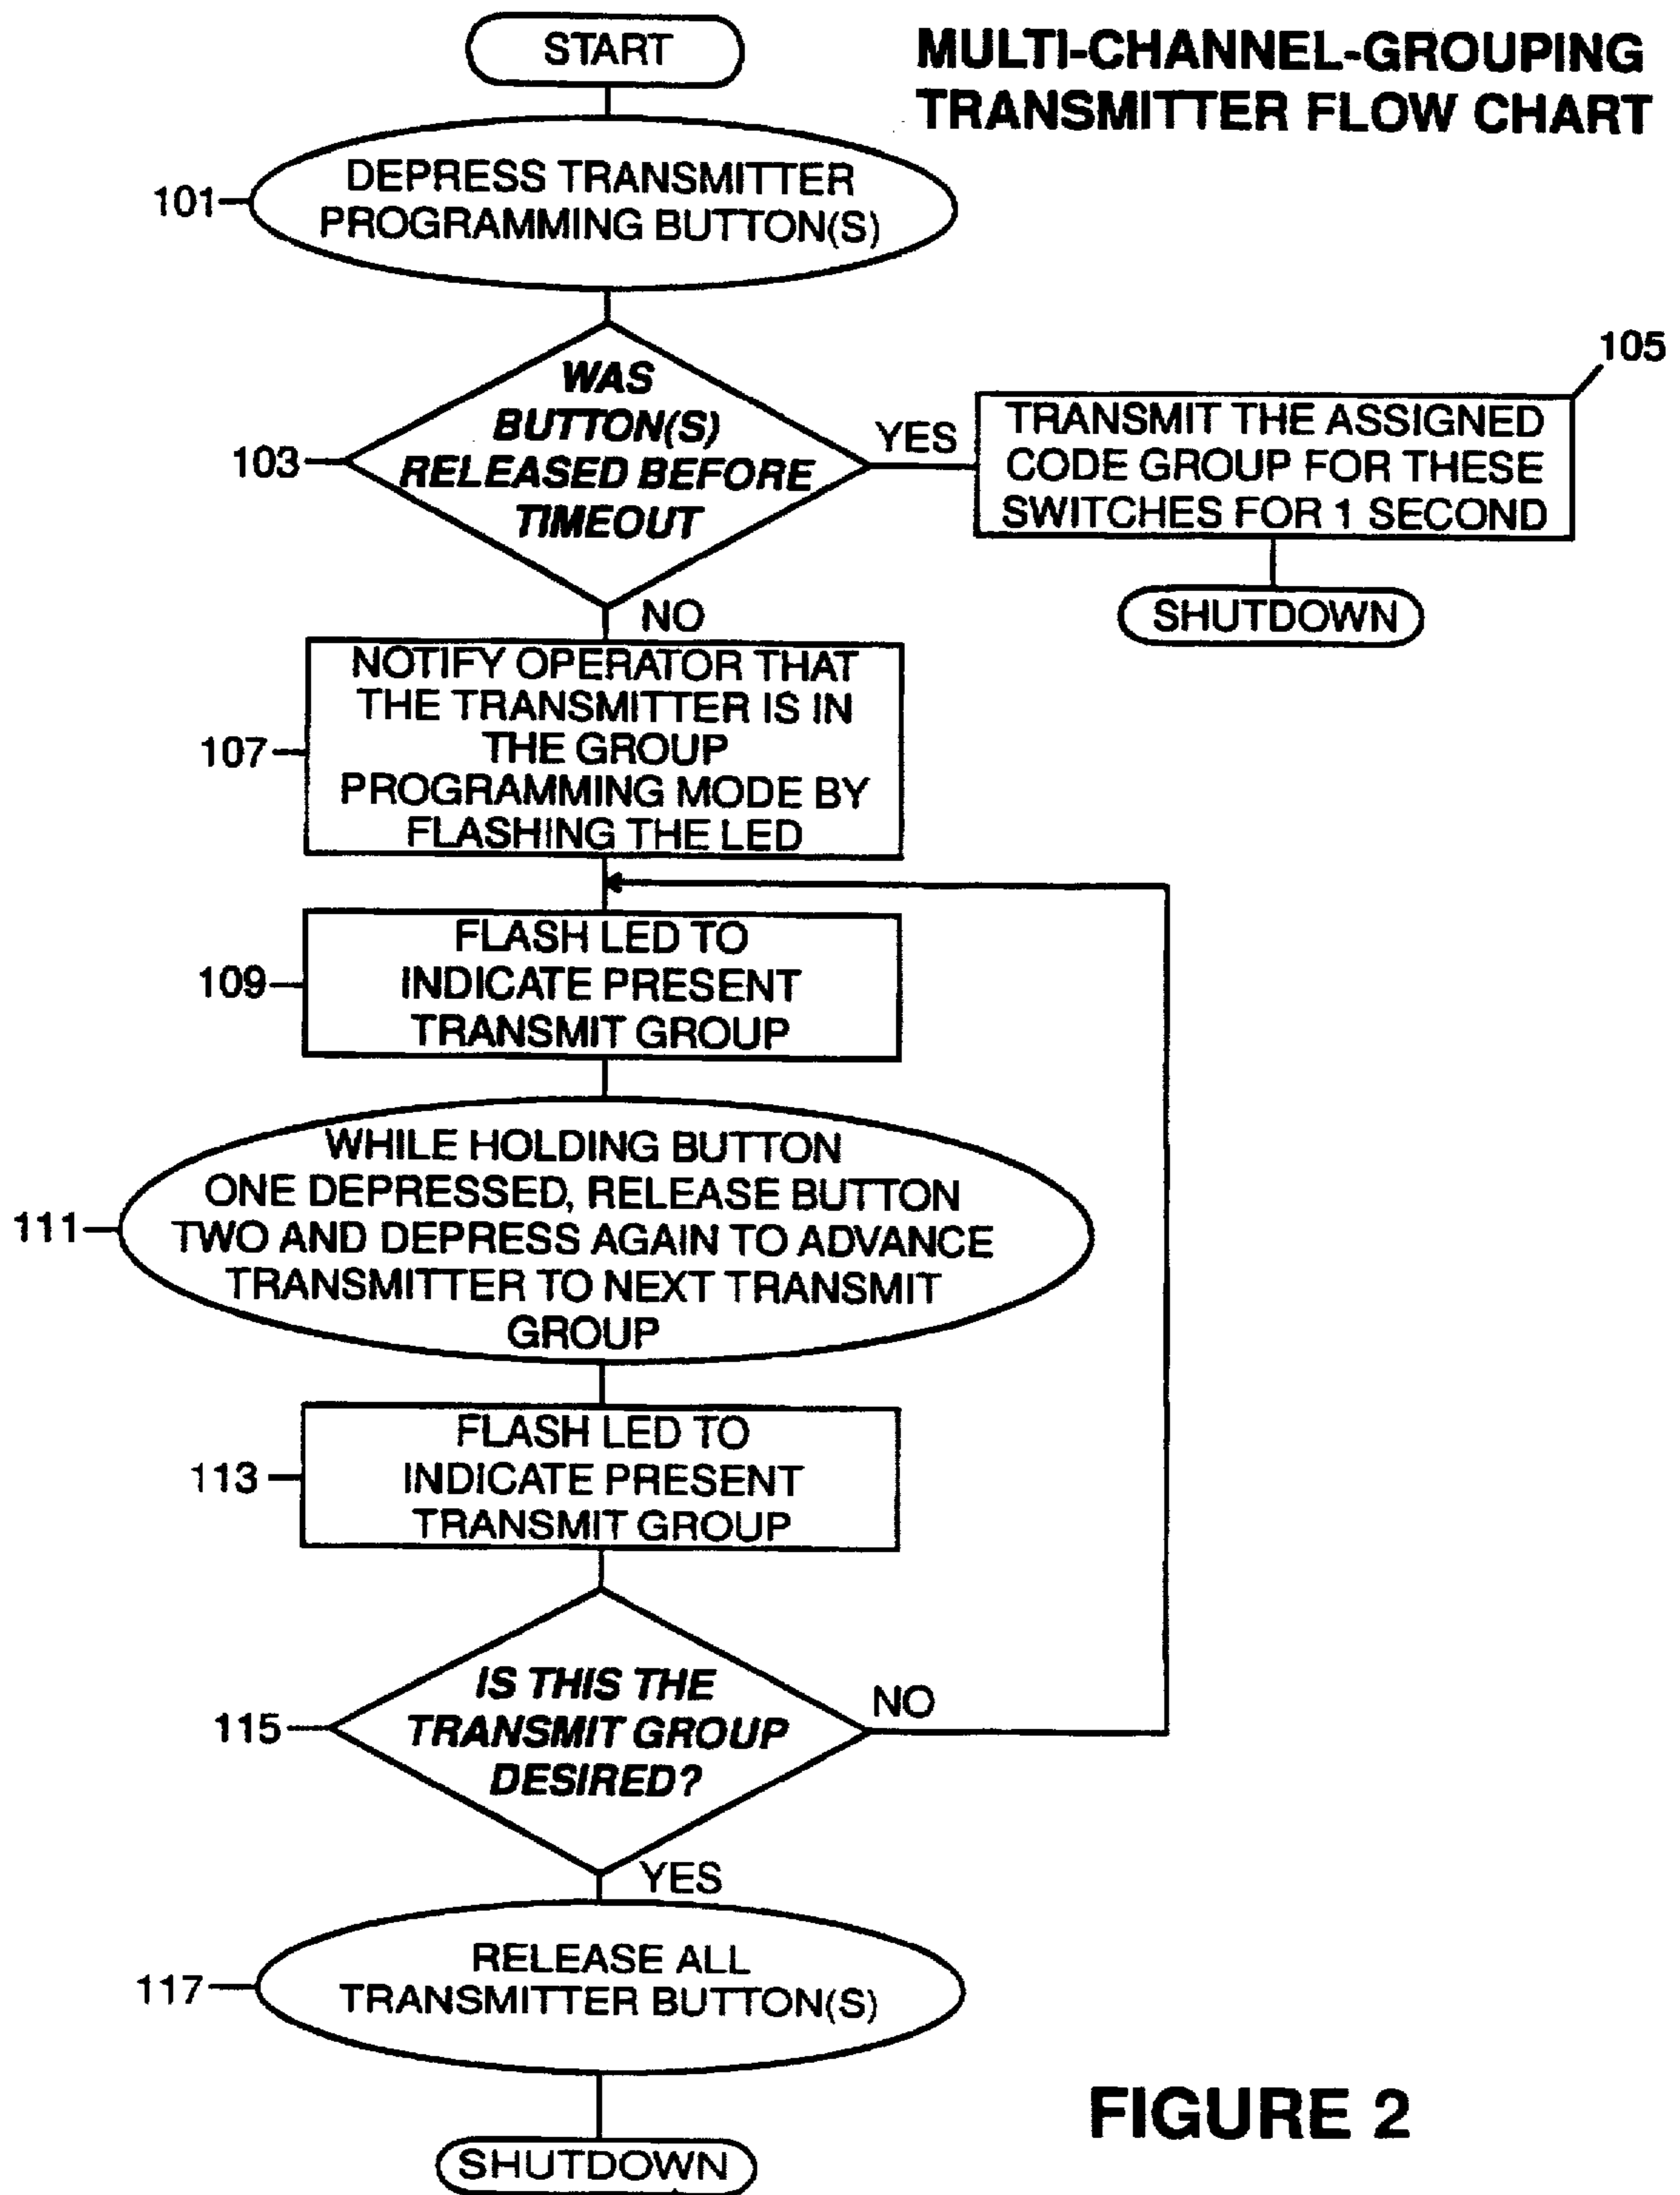 START
MULTI-CHANNEL-GROUPING
TRANSMITTER FLOW CHART
101
DEPRESS TRANSMITTER
PROGRAMMING BUTTON(S)
103
WAS
BUTTON(S)
RELEASED BEFORE
TIMEOUT
YES
105
TRANSMIT THE ASSIGNED
CODE GROUP FOR THESE
SWITCHES FOR 1 SECOND
SHUTDOWN
NO
107
NOTIFY OPERATOR THAT
THE TRANSMITTER IS IN
THE GROUP
PROGRAMMING MODE BY
FLASHING THE LED
109
FLASH LED TO
INDICATE PRESENT
TRANSMIT GROUP
111
WHILE HOLDING BUTTON
ONE DEPRESSED, RELEASE BUTTON
TWO AND DEPRESS AGAIN TO ADVANCE
TRANSMITTER TO NEXT TRANSMIT
GROUP
113
FLASH LED TO
INDICATE PRESENT
TRANSMIT GROUP
115
IS THIS THE
TRANSMIT GROUP
DESIRED?
NO
YES
117
RELEASE ALL
TRANSMITTER BUTTON(S)
SHUTDOWN
FIGURE 2